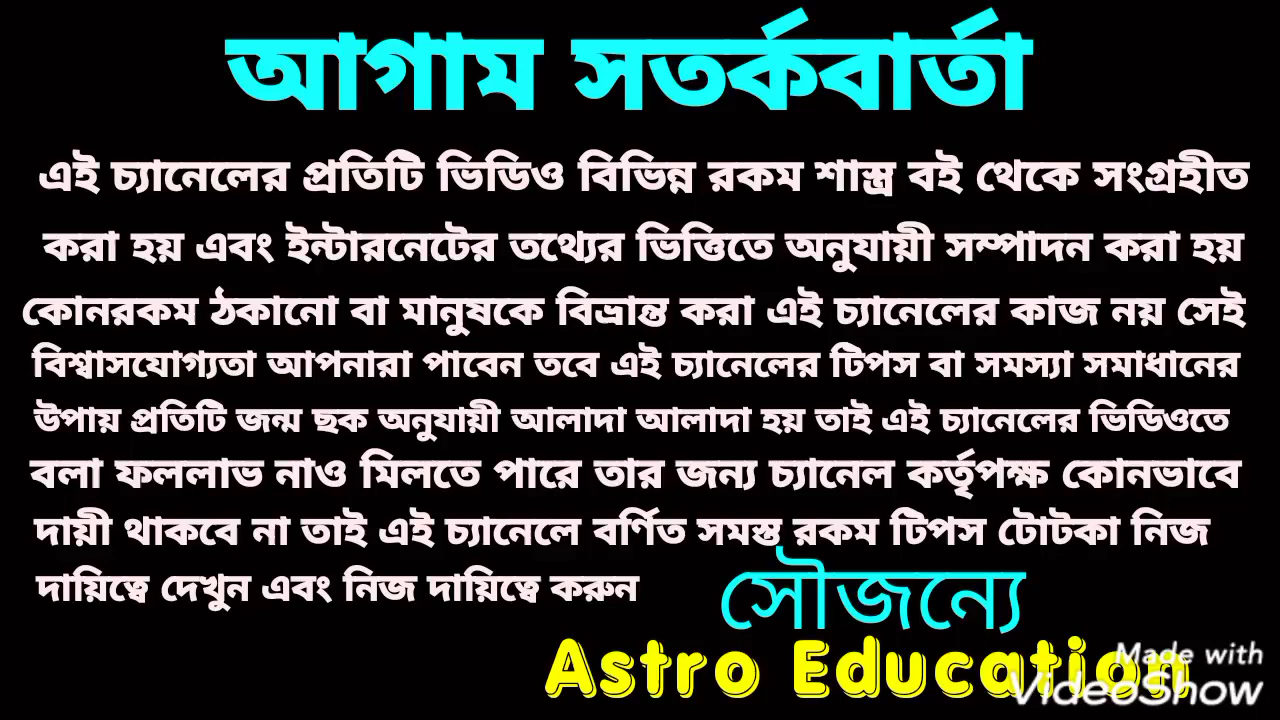 আগাম সতর্কবার্তা
এই চ্যানেলের প্রতিটি ভিডিও বিভিন্ন রকম শাস্ত্র বই থেকে সংগ্রহীত
করা হয় এবং ইন্টারনেটের তথ্যের ভিত্তিতে অনুযায়ী সম্পাদন করা হয়
কোনরকম ঠকানো বা মানুষকে বিভ্রান্ত করা এই চ্যানেলের কাজ নয় সেই
বিশ্বাসযোগ্যতা আপনারা পাবেন তবে এই চ্যানেলের টিপস বা সমস্যা সমাধানের
উপায় প্রতিটি জন্ম ছক অনুযায়ী আলাদা আলাদা হয় তাই এই চ্যানেলের ভিডিওতে
বলা ফললাভ নাও মিলতে পারে তার জন্য চ্যানেল কর্তৃপক্ষ কোনভাবে
দায়ী থাকবে না তাই এই চ্যানেলে বর্ণিত সমস্ত রকম টিপস টোটকা নিজ
দায়িত্বে দেখুন এবং নিজ দায়িত্বে করুন
সৌজন্যে
Astro Education
Made with
VideoShow